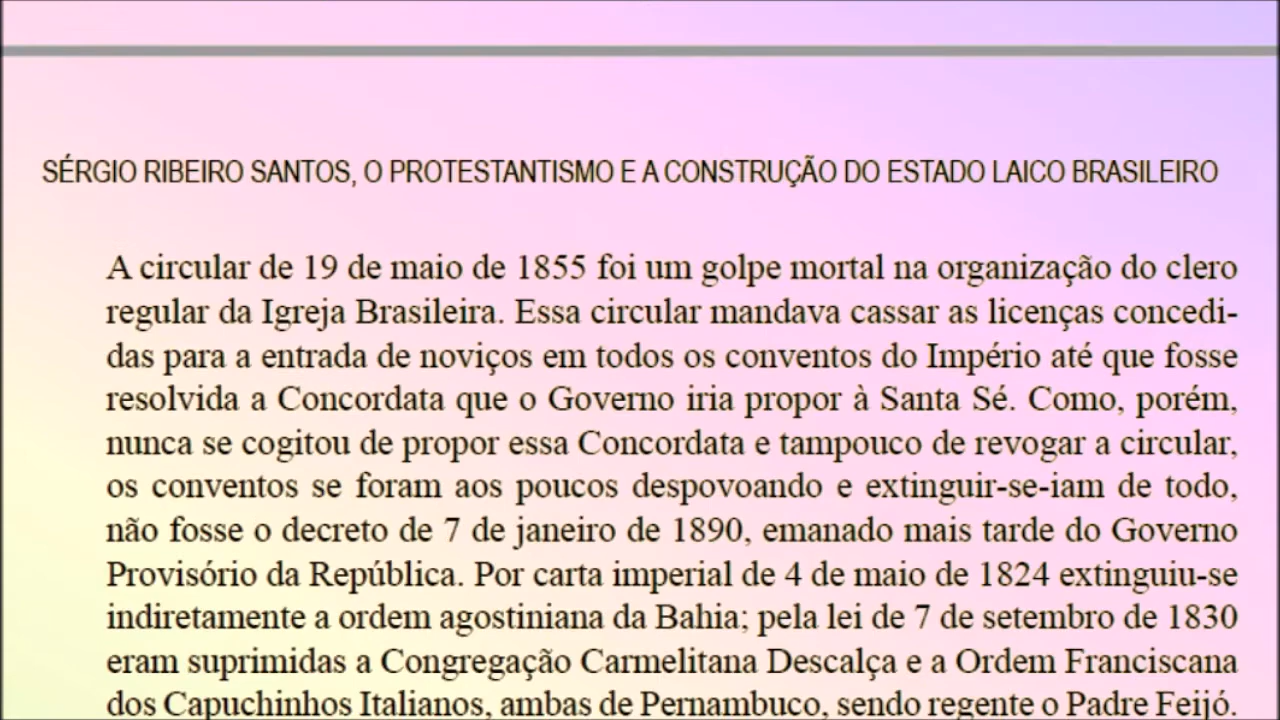 SÉRGIO RIBEIRO SANTOS, O PROTESTANTISMO E A CONSTRUÇÃO DO ESTADO LAICO BRASILEIRO
A circular de 19 de maio de 1855 foi um golpe mortal na organização do clero
regular da Igreja Brasileira. Essa circular mandava cassar as licenças concedi-
das para a entrada de noviços em todos os conventos do Império até que fosse
resolvida a Concordata que o Governo iria propor à Santa Sé. Como, porém,
nunca se cogitou de propor essa Concordata e tampouco de revogar a circular,
os conventos se foram aos poucos despovoando e extinguir-se-iam de todo,
não fosse o decreto de 7 de janeiro de 1890, emanado mais tarde do Governo
Provisório da República. Por carta imperial de 4 de maio de 1824 extinguiu-se
indiretamente a ordem agostiniana da Bahia; pela lei de 7 de setembro de 1830
eram suprimidas a Congregação Carmelitana Descalça e a Ordem Franciscana
dos Capuchinhos Italianos, ambas de Pernambuco, sendo regente o Padre Feijó.